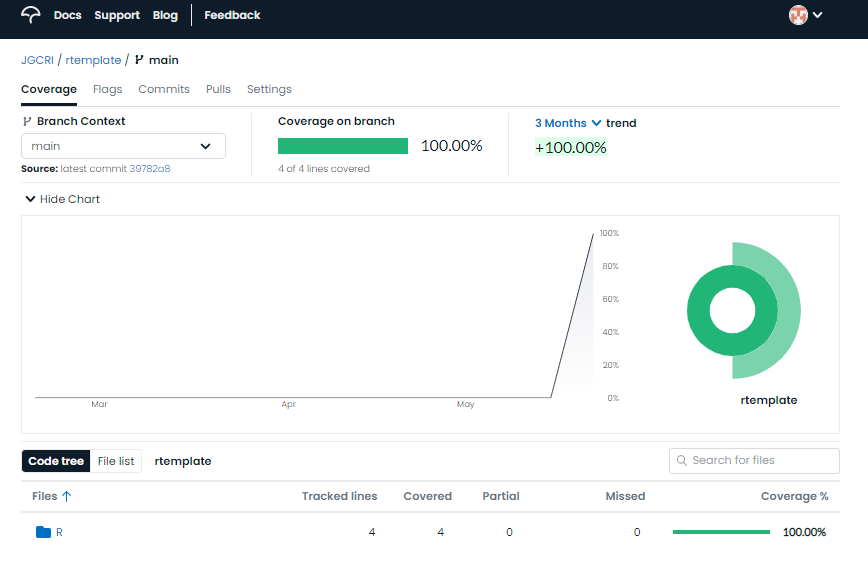 Docs Support Blog Feedback
JGCRI / rtemplate / main
Coverage Flags Commits Pulls Settings
Branch Context
main
Source: latest commit 39782a8
Coverage on branch
100.00%
4 of 4 lines covered
3 Months trend
+100.00%
Hide Chart
100%
80%
60%
40%
20%
0%
Mar Apr May
rtemplate
Code tree File list rtemplate Search for files
Files Tracked lines Covered Partial Missed Coverage %
R 4 4 0 0 100.00%